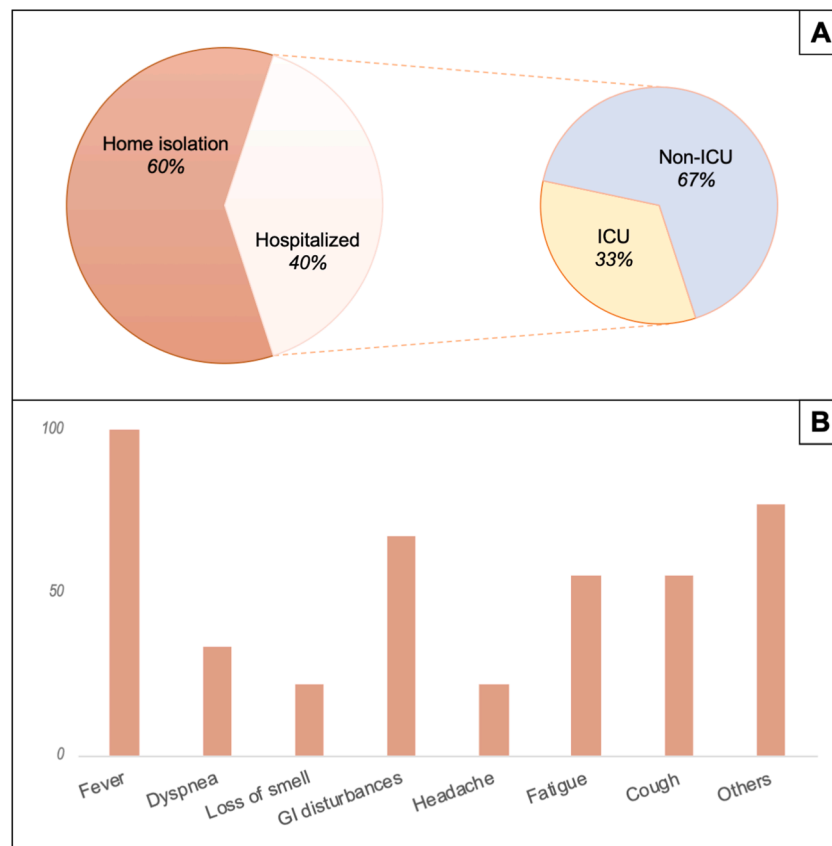 A
Home isolation
60%
Hospitalized
40%
Non-ICU
67%
ICU
33%
B
100
50
0
Fever
Dyspnea
Loss of smell
GI disturbances
Headache
Fatigue
Cough
Others